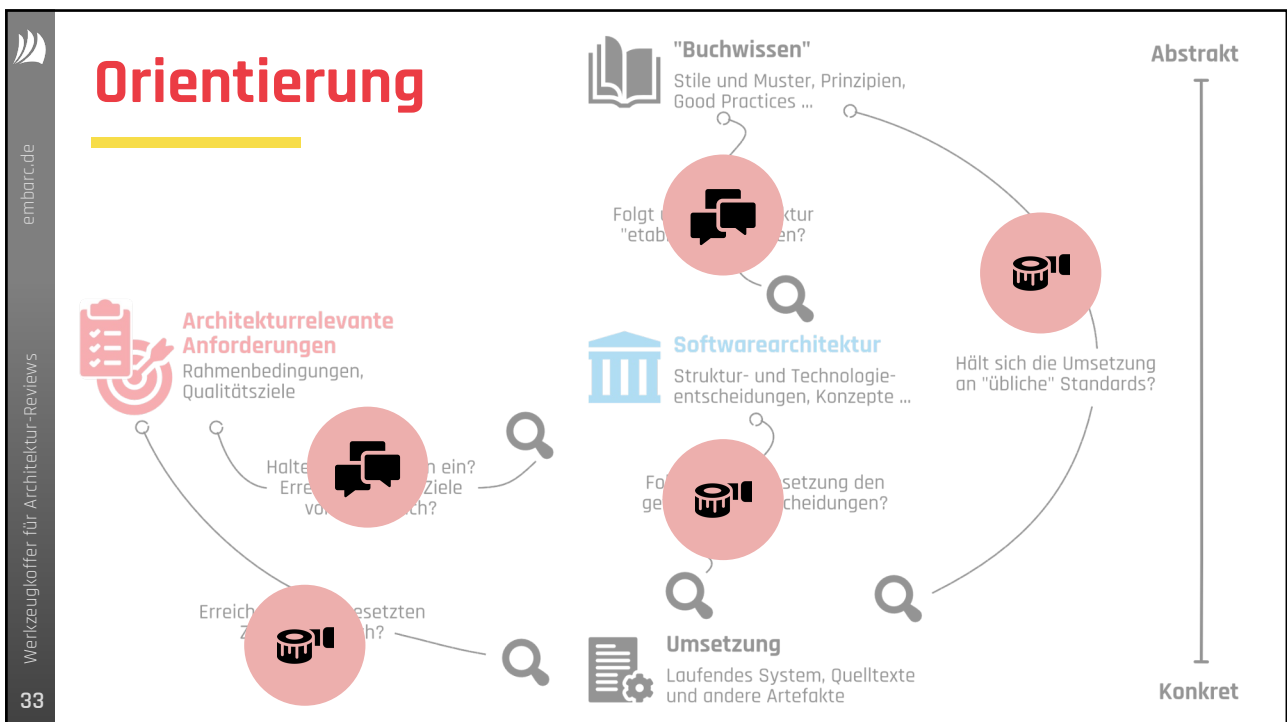 Orientierung
"Buchwissen"
Stile und Muster, Prinzipien,
Good Practices ...
Abstrakt
embarc.de
Folgt
ktur
"etab
en?
Architekturrelevante
Anforderungen
Rahmenbedingungen,
Qualitätsziele
Softwarearchitektur
Struktur- und Technologie-
entscheidungen, Konzepte ...
Hält sich die Umsetzung
an "übliche" Standards?
Halte
ein?
Erre
Ziele
vo
ch?
Fol
setzung den
ge
cheidungen?
Erreich
esetzten
Z
h?
Umsetzung
Laufendes System, Quelltexte
und andere Artefakte
Konkret
Werkzeugkoffer für Architektur-Reviews
33